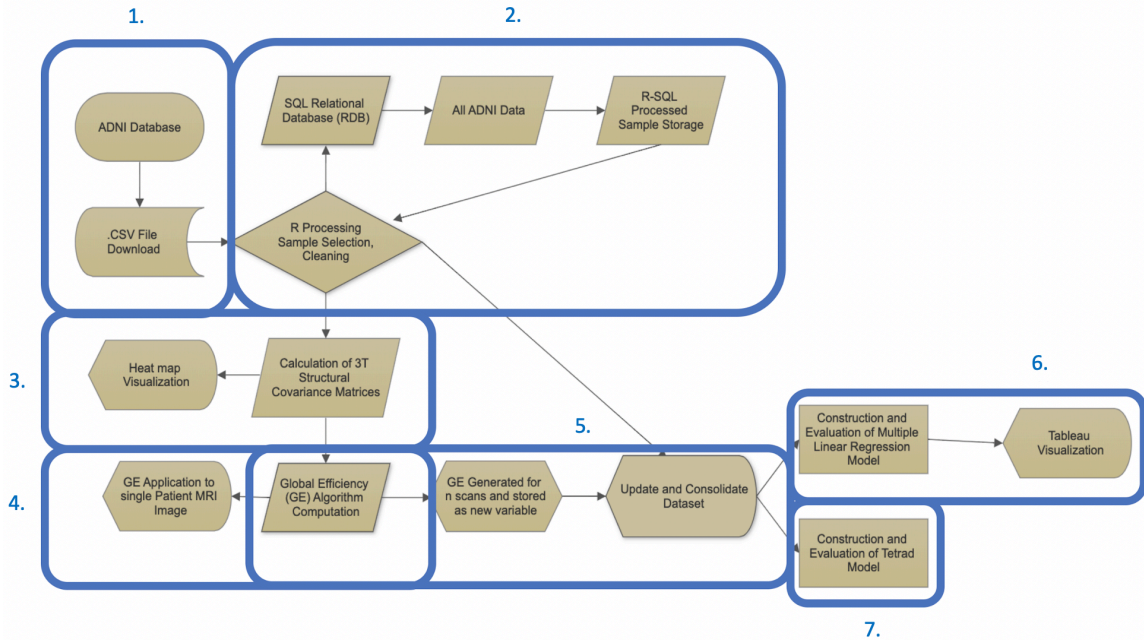 1.
2.
ADNI Database
.CSV File
Download
SQL Relational
Database (RDB)
All ADNI Data
R-SQL
Processed
Sample Storage
R Processing
Sample Selection,
Cleaning
3.
Heat map
Visualization
Calculation of 3T
Structural
Covariance Matrices
4.
GE Application to
single Patient MRI
Image
Global Efficiency
(GE) Algorithm
Computation
5.
GE Generated for
n scans and stored
as new variable
Update and Consolidate
Dataset
6.
Construction and
Evaluation of Multiple
Linear Regression
Model
Tableau
Visualization
Construction and
Evaluation of Tetrad
Model
7.